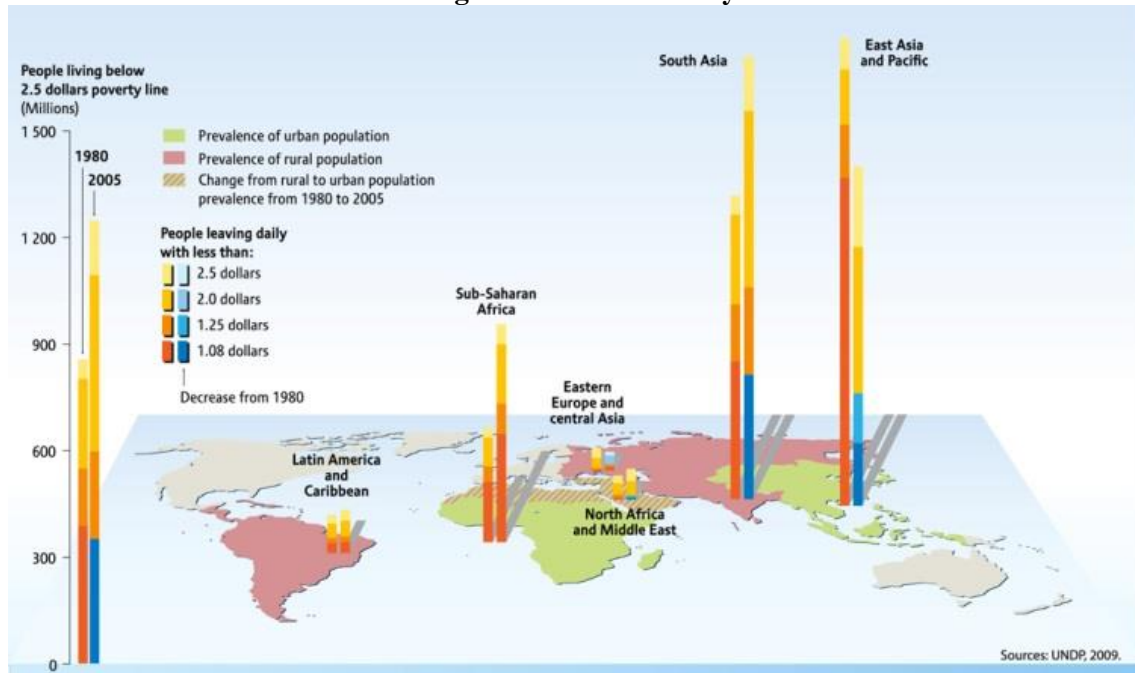 People living below
2.5 dollars poverty line
(Millions)
1 500
1 200
900
600
300
0
1980
2005
Prevalence of urban population
Prevalence of rural population
Change from rural to urban population
prevalence from 1980 to 2005
People leaving daily
with less than:
2.5 dollars
2.0 dollars
1.25 dollars
1.08 dollars
Decrease from 1980
Latin America
and
Caribbean
Sub-Saharan
Africa
Eastern
Europe and
central Asia
North Africa
and Middle East
South Asia
East Asia
and Pacific
Sources: UNDP, 2009.